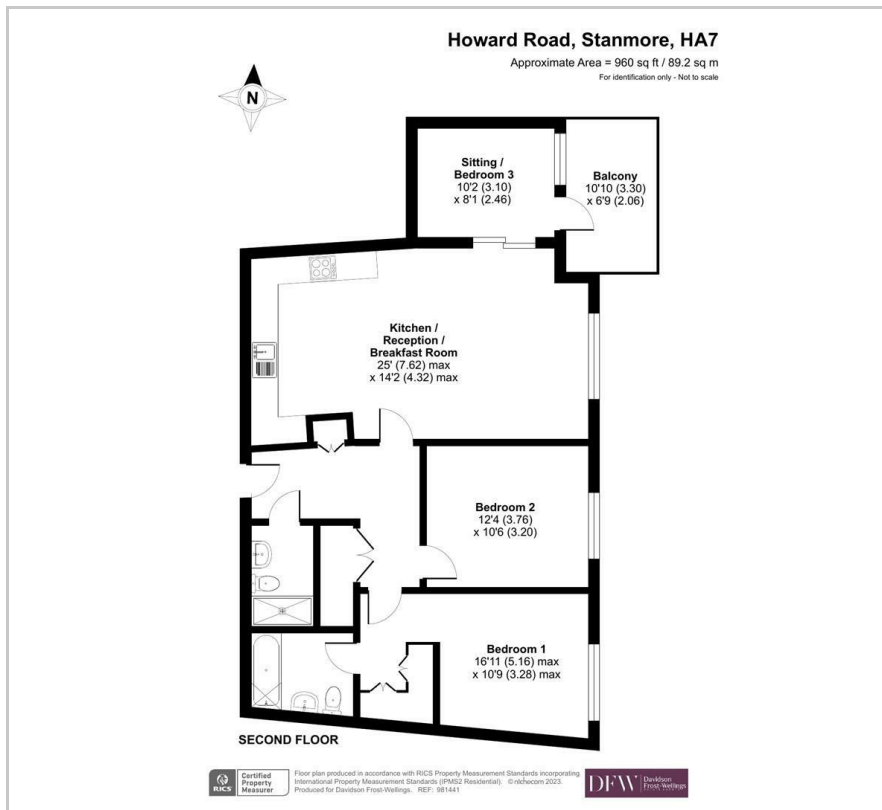 Howard Road, Stanmore, HA7
Approximate Area = 960 sq ft / 89.2 sq m
For identification only - Not to scale
N
Sitting /
Bedroom 3
10'2 (3.10)
x 8'1 (2.46)
Balcony
10'10 (3.30)
x 6'9 (2.06)
Kitchen /
Reception /
Breakfast Room
25' (7.62) max
x 14'2 (4.32) max
Bedroom 2
12'4 (3.76)
x 10'6 (3.20)
Bedroom 1
16'11 (5.16) max
x 10'9 (3.28) max
SECOND FLOOR
RICS
Certified
Property
Measurer
Floor plan produced in accordance with RICS Property Measurement Standards incorporating
International Property Measurement Standards (IPMS2 Residential). © nichecom 2023.
Produced for Davidson Frost-Wellings. REF: 981441
DFW
Davidson
Frost-Wellings